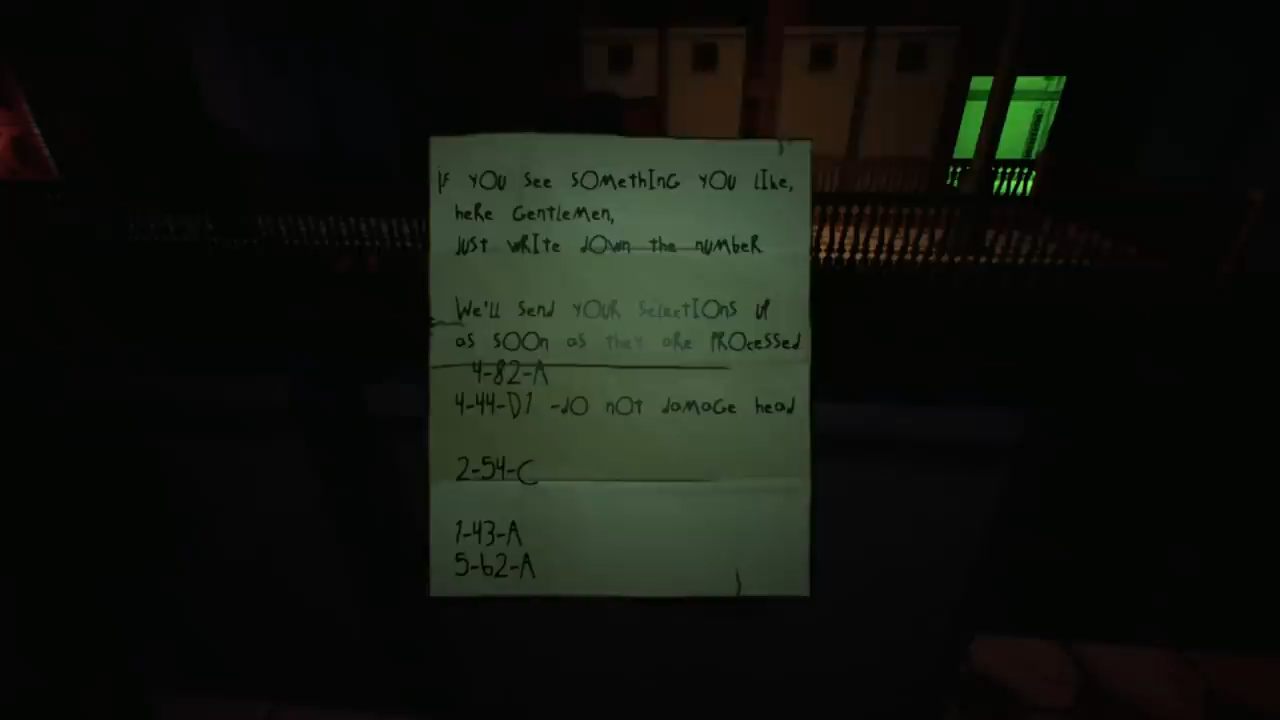 If YOU See SOMethInG YOU LIke,
heRe GentleMen,
JUST WRIte dOwn the nUMbeR
We'll Send YOUR SelectIOns UP
as SOOn as they aRe PROcessed
4-82-A
4-44-D1 -dO nOT damaGe head
2-54-C
1-43-A
5-62-A